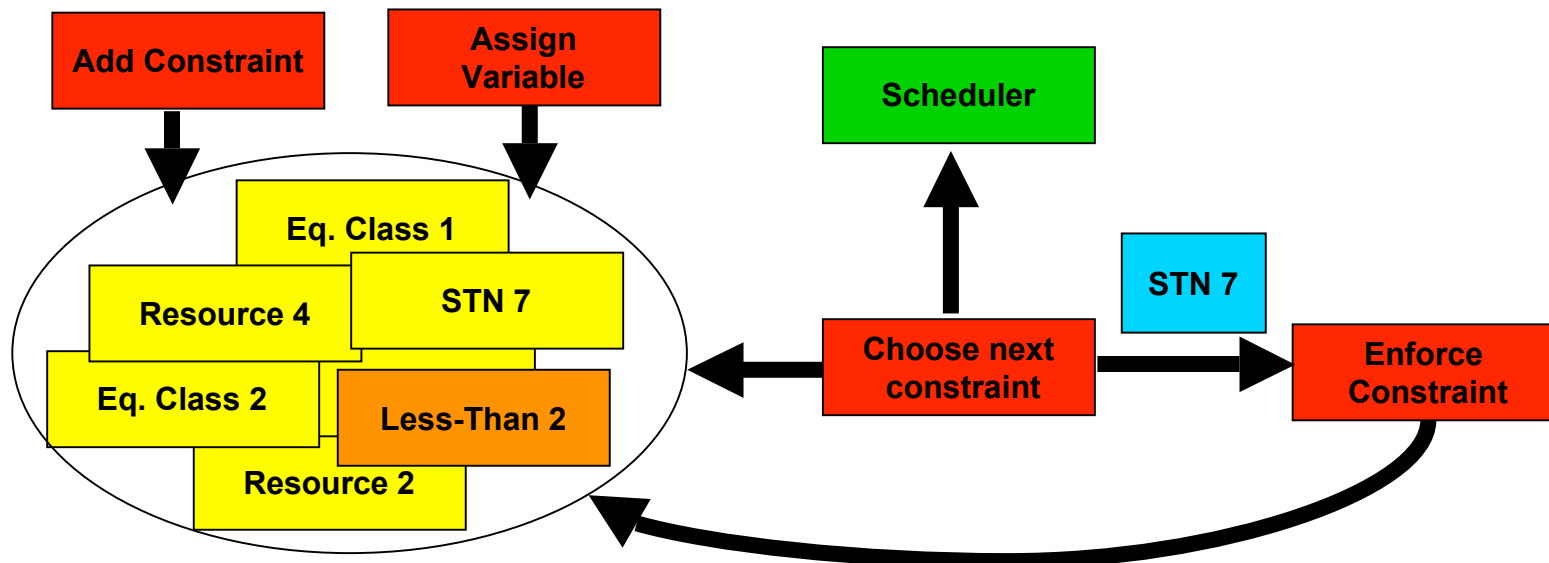 Add Constraint
Assign
Variable
Scheduler
Eq. Class 1
STN 7
Resource 4
STN 7
Choose next
constraint
Enforce
Constraint
Eq. Class 2
Less-Than 2
Resource 2